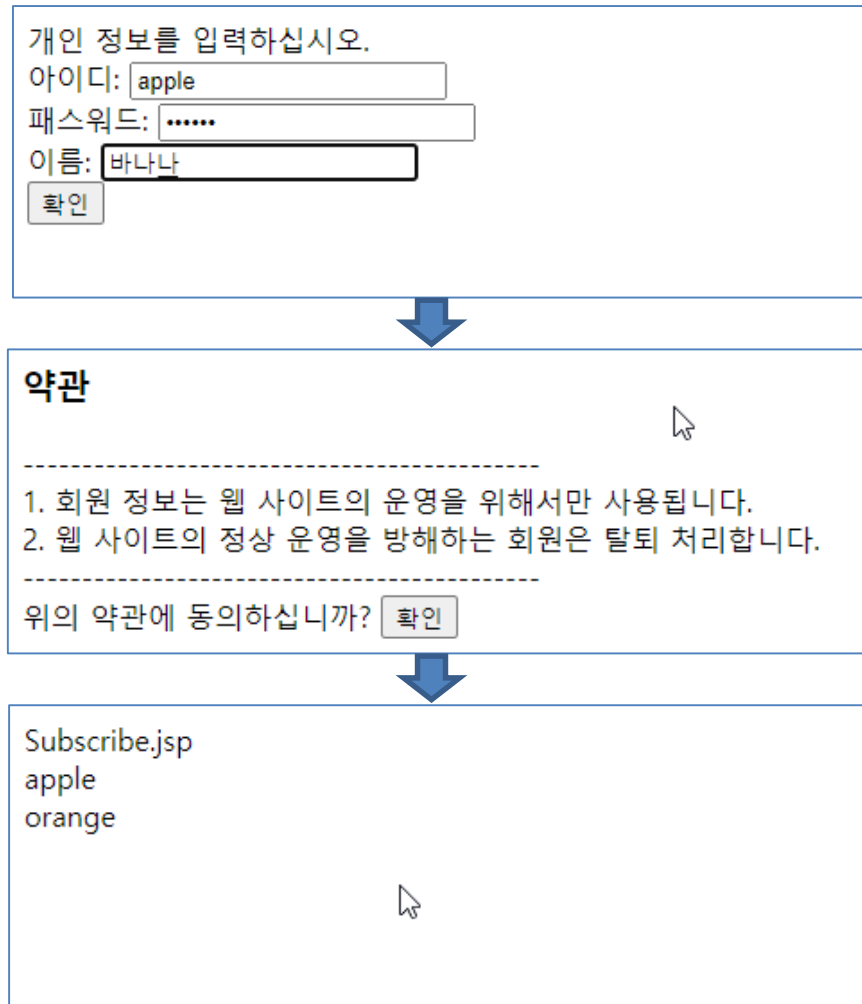 개인 정보를 입력하십시오.
아이디: apple
패스워드: ••••••
이름: 바나나
확인
약관
--------------------------------------------
1. 회원 정보는 웹 사이트의 운영을 위해서만 사용됩니다.
2. 웹 사이트의 정상 운영을 방해하는 회원은 탈퇴 처리합니다.
--------------------------------------------
위의 약관에 동의하십니까? 확인
Subscribe.jsp
apple
orange